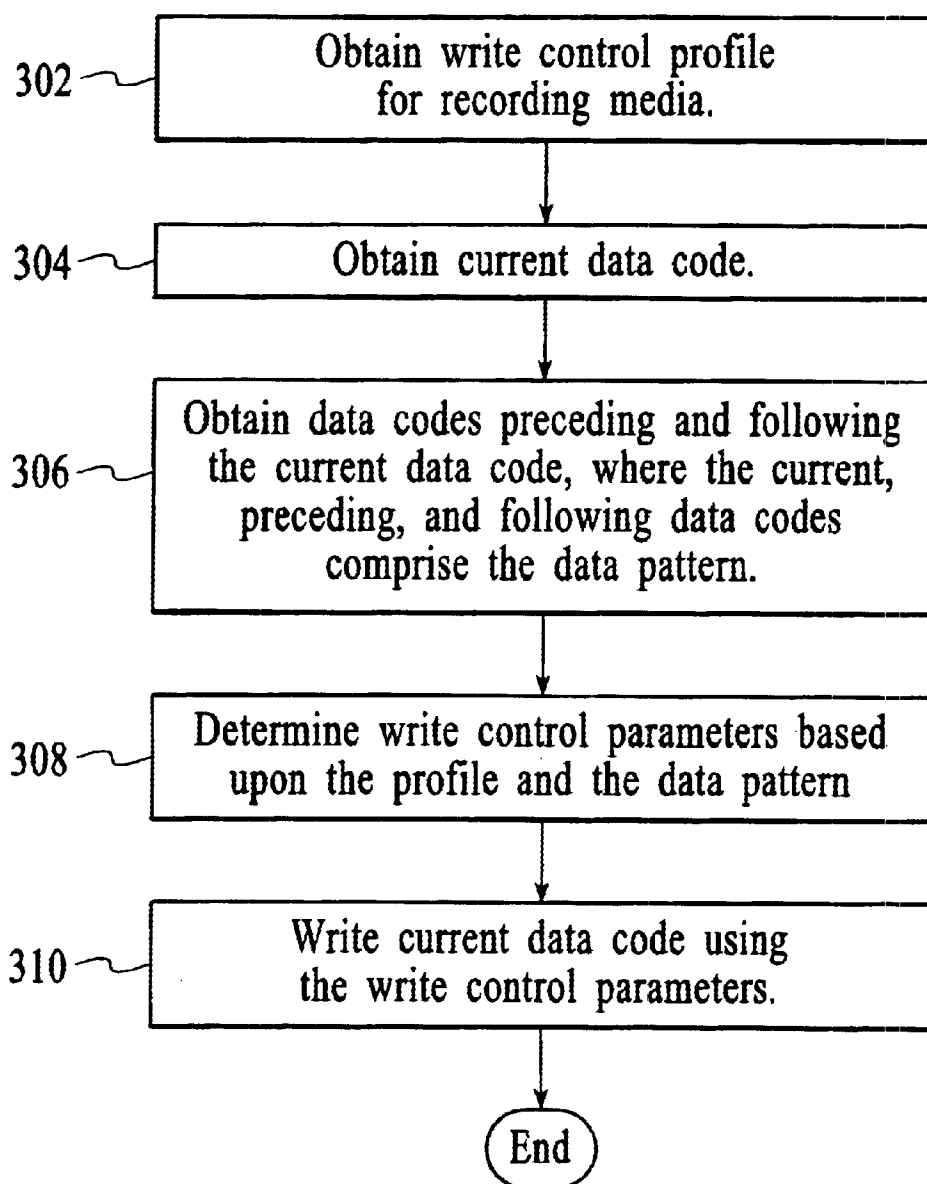 302
Obtain write control profile
for recording media.
304
Obtain current data code.
306
Obtain data codes preceding and following
the current data code, where the current,
preceding, and following data codes
comprise the data pattern.
308
Determine write control parameters based
upon the profile and the data pattern
310
Write current data code using
the write control parameters.
End